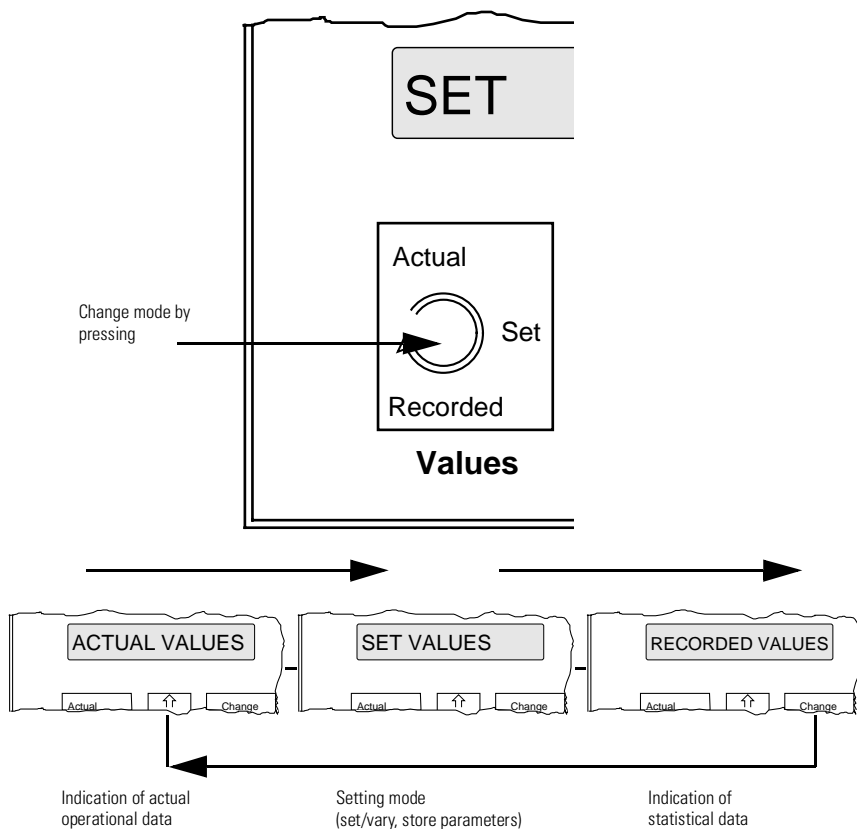 SET
Actual
Change mode by
pressing
Set
Recorded
Values
ACTUAL VALUES
SET VALUES
RECORDED VALUES
Actual
Change
Actual
Change
Actual
Change
Indication of actual
operational data
Setting mode
(set/vary, store parameters)
Indication of
statistical data